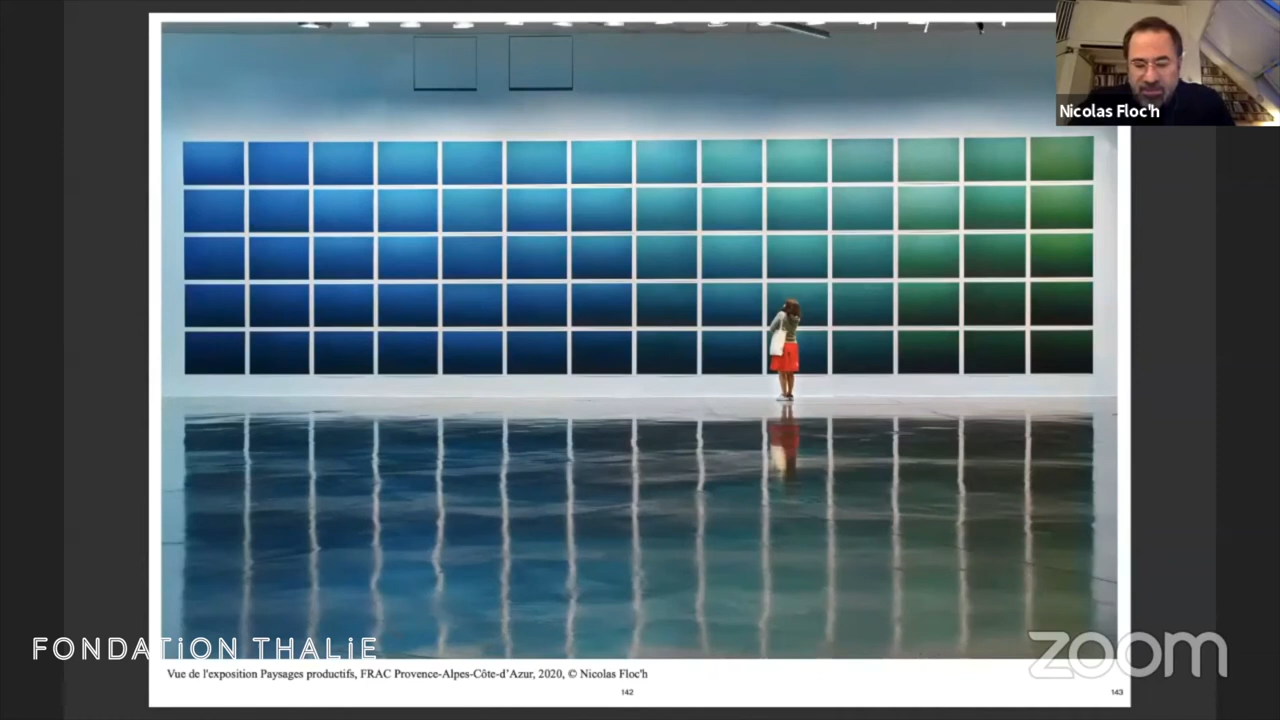 Nicolas Floc'h
FONDATiON THALiE
zoom
Vue de l'exposition Paysages productifs, FRAC Provence-Alpes-Côte-d'Azur, 2020, © Nicolas Floc'h
142
143